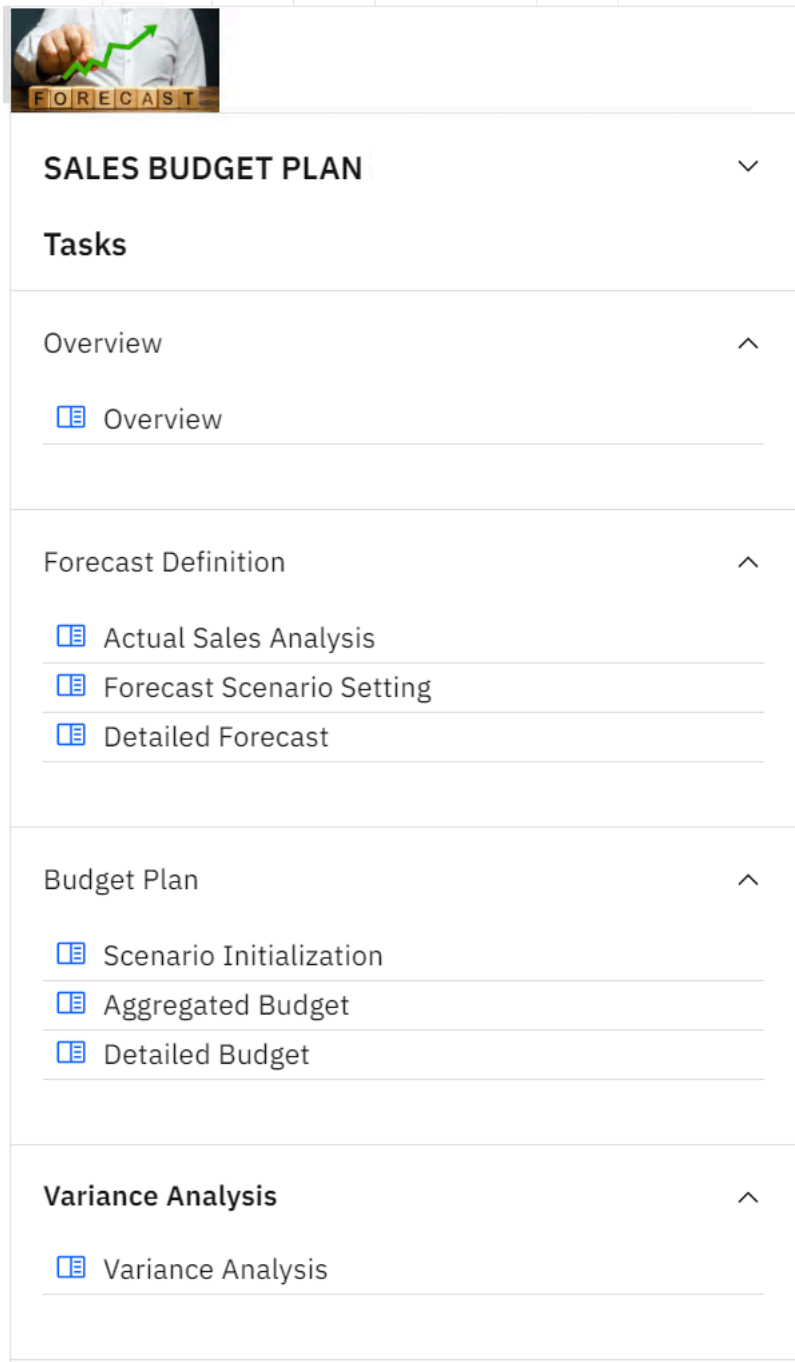 FORECAST
SALES BUDGET PLAN
Tasks
Overview
Overview
Forecast Definition
Actual Sales Analysis
Forecast Scenario Setting
Detailed Forecast
Budget Plan
Scenario Initialization
Aggregated Budget
Detailed Budget
Variance Analysis
Variance Analysis